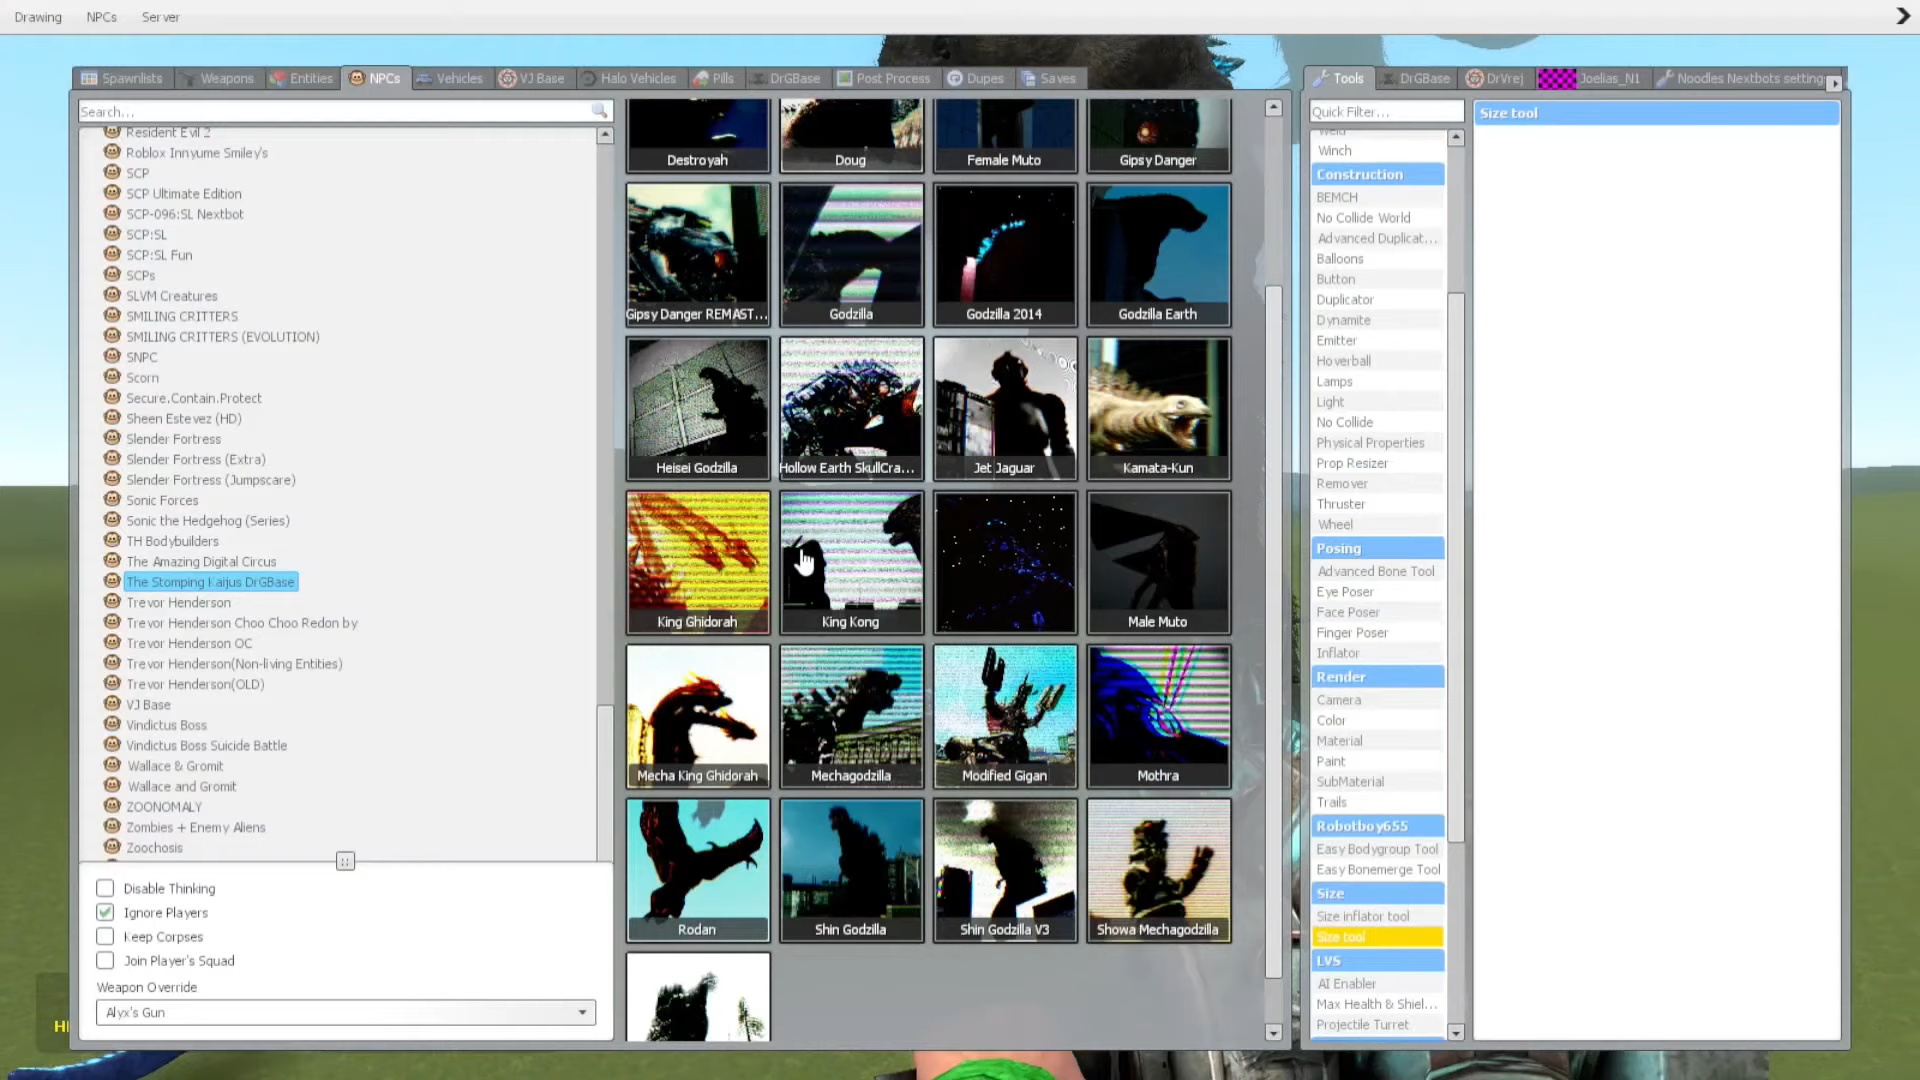 Drawing NPCs Server
Spawnlists Weapons Entities NPCs Vehicles VJ Base Halo Vehicles Pills DrGBase Post Process Dupes Saves
Search...
Resident Evil 2
Roblox Innyume Smiley's
SCP
SCP Ultimate Edition
SCP-096:SL Nextbot
SCP:SL
SCP:SL Fun
SCPs
SLVM Creatures
SMILING CRITTERS
SMILING CRITTERS (EVOLUTION)
SNPC
Scorn
Secure.Contain.Protect
Sheen Estevez (HD)
Slender Fortress
Slender Fortress (Extra)
Slender Fortress (Jumpscare)
Sonic Forces
Sonic the Hedgehog (Series)
TH Bodybuilders
The Amazing Digital Circus
The Stomping Kaijus DrGBase
Trevor Henderson
Trevor Henderson Choo Choo Redon by
Trevor Henderson OC
Trevor Henderson(Non-living Entities)
Trevor Henderson(OLD)
VJ Base
Vindictus Boss
Vindictus Boss Suicide Battle
Wallace & Gromit
Wallace and Gromit
ZOONOMALY
Zombies + Enemy Aliens
Zoochosis
Disable Thinking
Ignore Players
Keep Corpses
Join Player's Squad
Weapon Override
Alyx's Gun
Destroyah Doug Female Muto Gipsy Danger
Gipsy Danger REMAST... Godzilla Godzilla 2014 Godzilla Earth
Heisei Godzilla Hollow Earth SkullCra... Jet Jaguar Kamata-Kun
King Ghidorah King Kong Male Muto
Mecha King Ghidorah Mechagodzilla Modified Gigan Mothra
Rodan Shin Godzilla Shin Godzilla V3 Showa Mechagodzilla
Tools DrGBase DrVrej Joelias_N1 Noodles Nextbots setting
Quick Filter...
Weld
Winch
Construction
BEMCH
No Collide World
Advanced Duplicat...
Balloons
Button
Duplicator
Dynamite
Emitter
Hoverball
Lamps
Light
No Collide
Physical Properties
Prop Resizer
Remover
Thruster
Wheel
Posing
Advanced Bone Tool
Eye Poser
Face Poser
Finger Poser
Inflator
Render
Camera
Color
Material
Paint
SubMaterial
Trails
Robotboy655
Easy Bodygroup Tool
Easy Bonemerge Tool
Size
Size inflator tool
Size tool
LVS
AI Enabler
Max Health & Shiel...
Projectile Turret
Size tool